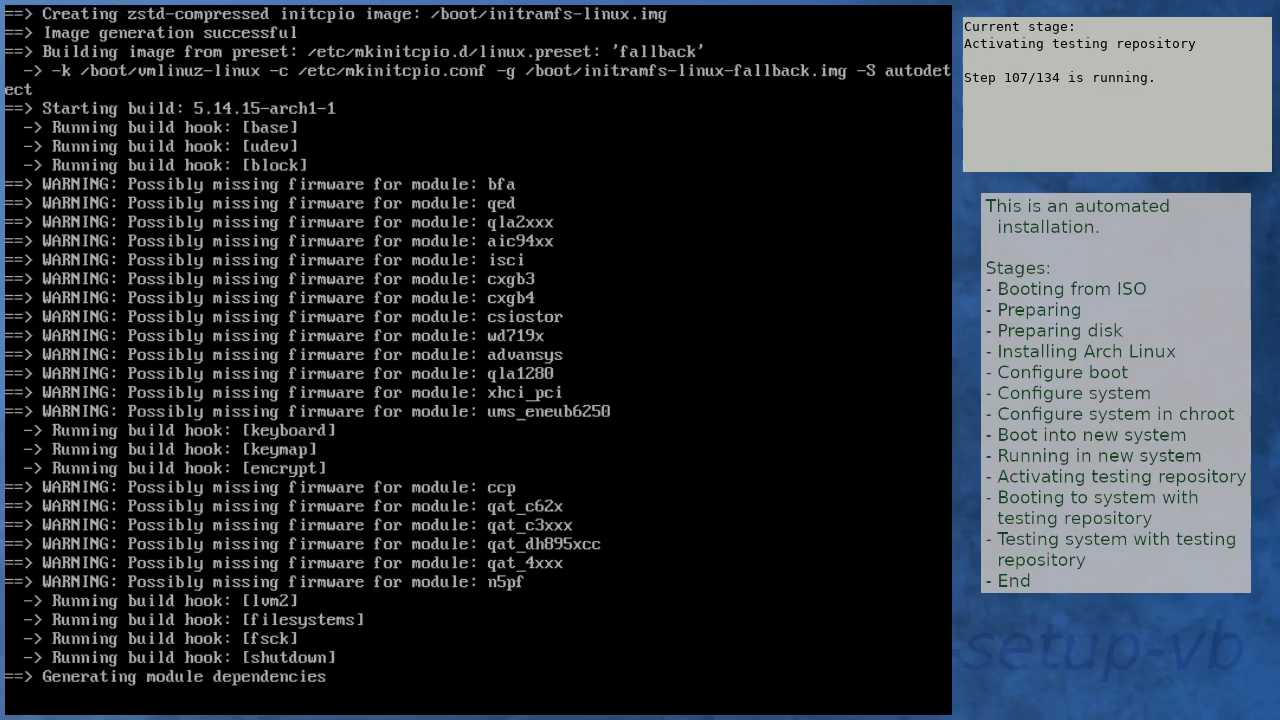 ==> Creating zstd-compressed initcpio image: /boot/initramfs-linux.img
==> Image generation successful
==> Building image from preset: /etc/mkinitcpio.d/linux.preset: 'fallback'
  -> -k /boot/vmlinuz-linux -c /etc/mkinitcpio.conf -g /boot/initramfs-linux-fallback.img -S autodet
ect
==> Starting build: 5.14.15-arch1-1
  -> Running build hook: [base]
  -> Running build hook: [udev]
  -> Running build hook: [block]
==> WARNING: Possibly missing firmware for module: bfa
==> WARNING: Possibly missing firmware for module: qed
==> WARNING: Possibly missing firmware for module: qla2xxx
==> WARNING: Possibly missing firmware for module: aic94xx
==> WARNING: Possibly missing firmware for module: isci
==> WARNING: Possibly missing firmware for module: cxgb3
==> WARNING: Possibly missing firmware for module: cxgb4
==> WARNING: Possibly missing firmware for module: csiostor
==> WARNING: Possibly missing firmware for module: wd719x
==> WARNING: Possibly missing firmware for module: advansys
==> WARNING: Possibly missing firmware for module: qla1280
==> WARNING: Possibly missing firmware for module: xhci_pci
==> WARNING: Possibly missing firmware for module: ums_eneub6250
  -> Running build hook: [keyboard]
  -> Running build hook: [keymap]
  -> Running build hook: [encrypt]
==> WARNING: Possibly missing firmware for module: ccp
==> WARNING: Possibly missing firmware for module: qat_c62x
==> WARNING: Possibly missing firmware for module: qat_c3xxx
==> WARNING: Possibly missing firmware for module: qat_dh895xcc
==> WARNING: Possibly missing firmware for module: qat_4xxx
==> WARNING: Possibly missing firmware for module: n5pf
  -> Running build hook: [lvm2]
  -> Running build hook: [filesystems]
  -> Running build hook: [fsck]
  -> Running build hook: [shutdown]
==> Generating module dependencies
Current stage:
Activating testing repository
Step 107/134 is running.
This is an automated
installation.
Stages:
- Booting from ISO
- Preparing
- Preparing disk
- Installing Arch Linux
- Configure boot
- Configure system
- Configure system in chroot
- Boot into new system
- Running in new system
- Activating testing repository
- Booting to system with
testing repository
- Testing system with testing
repository
- End
-setup-vb